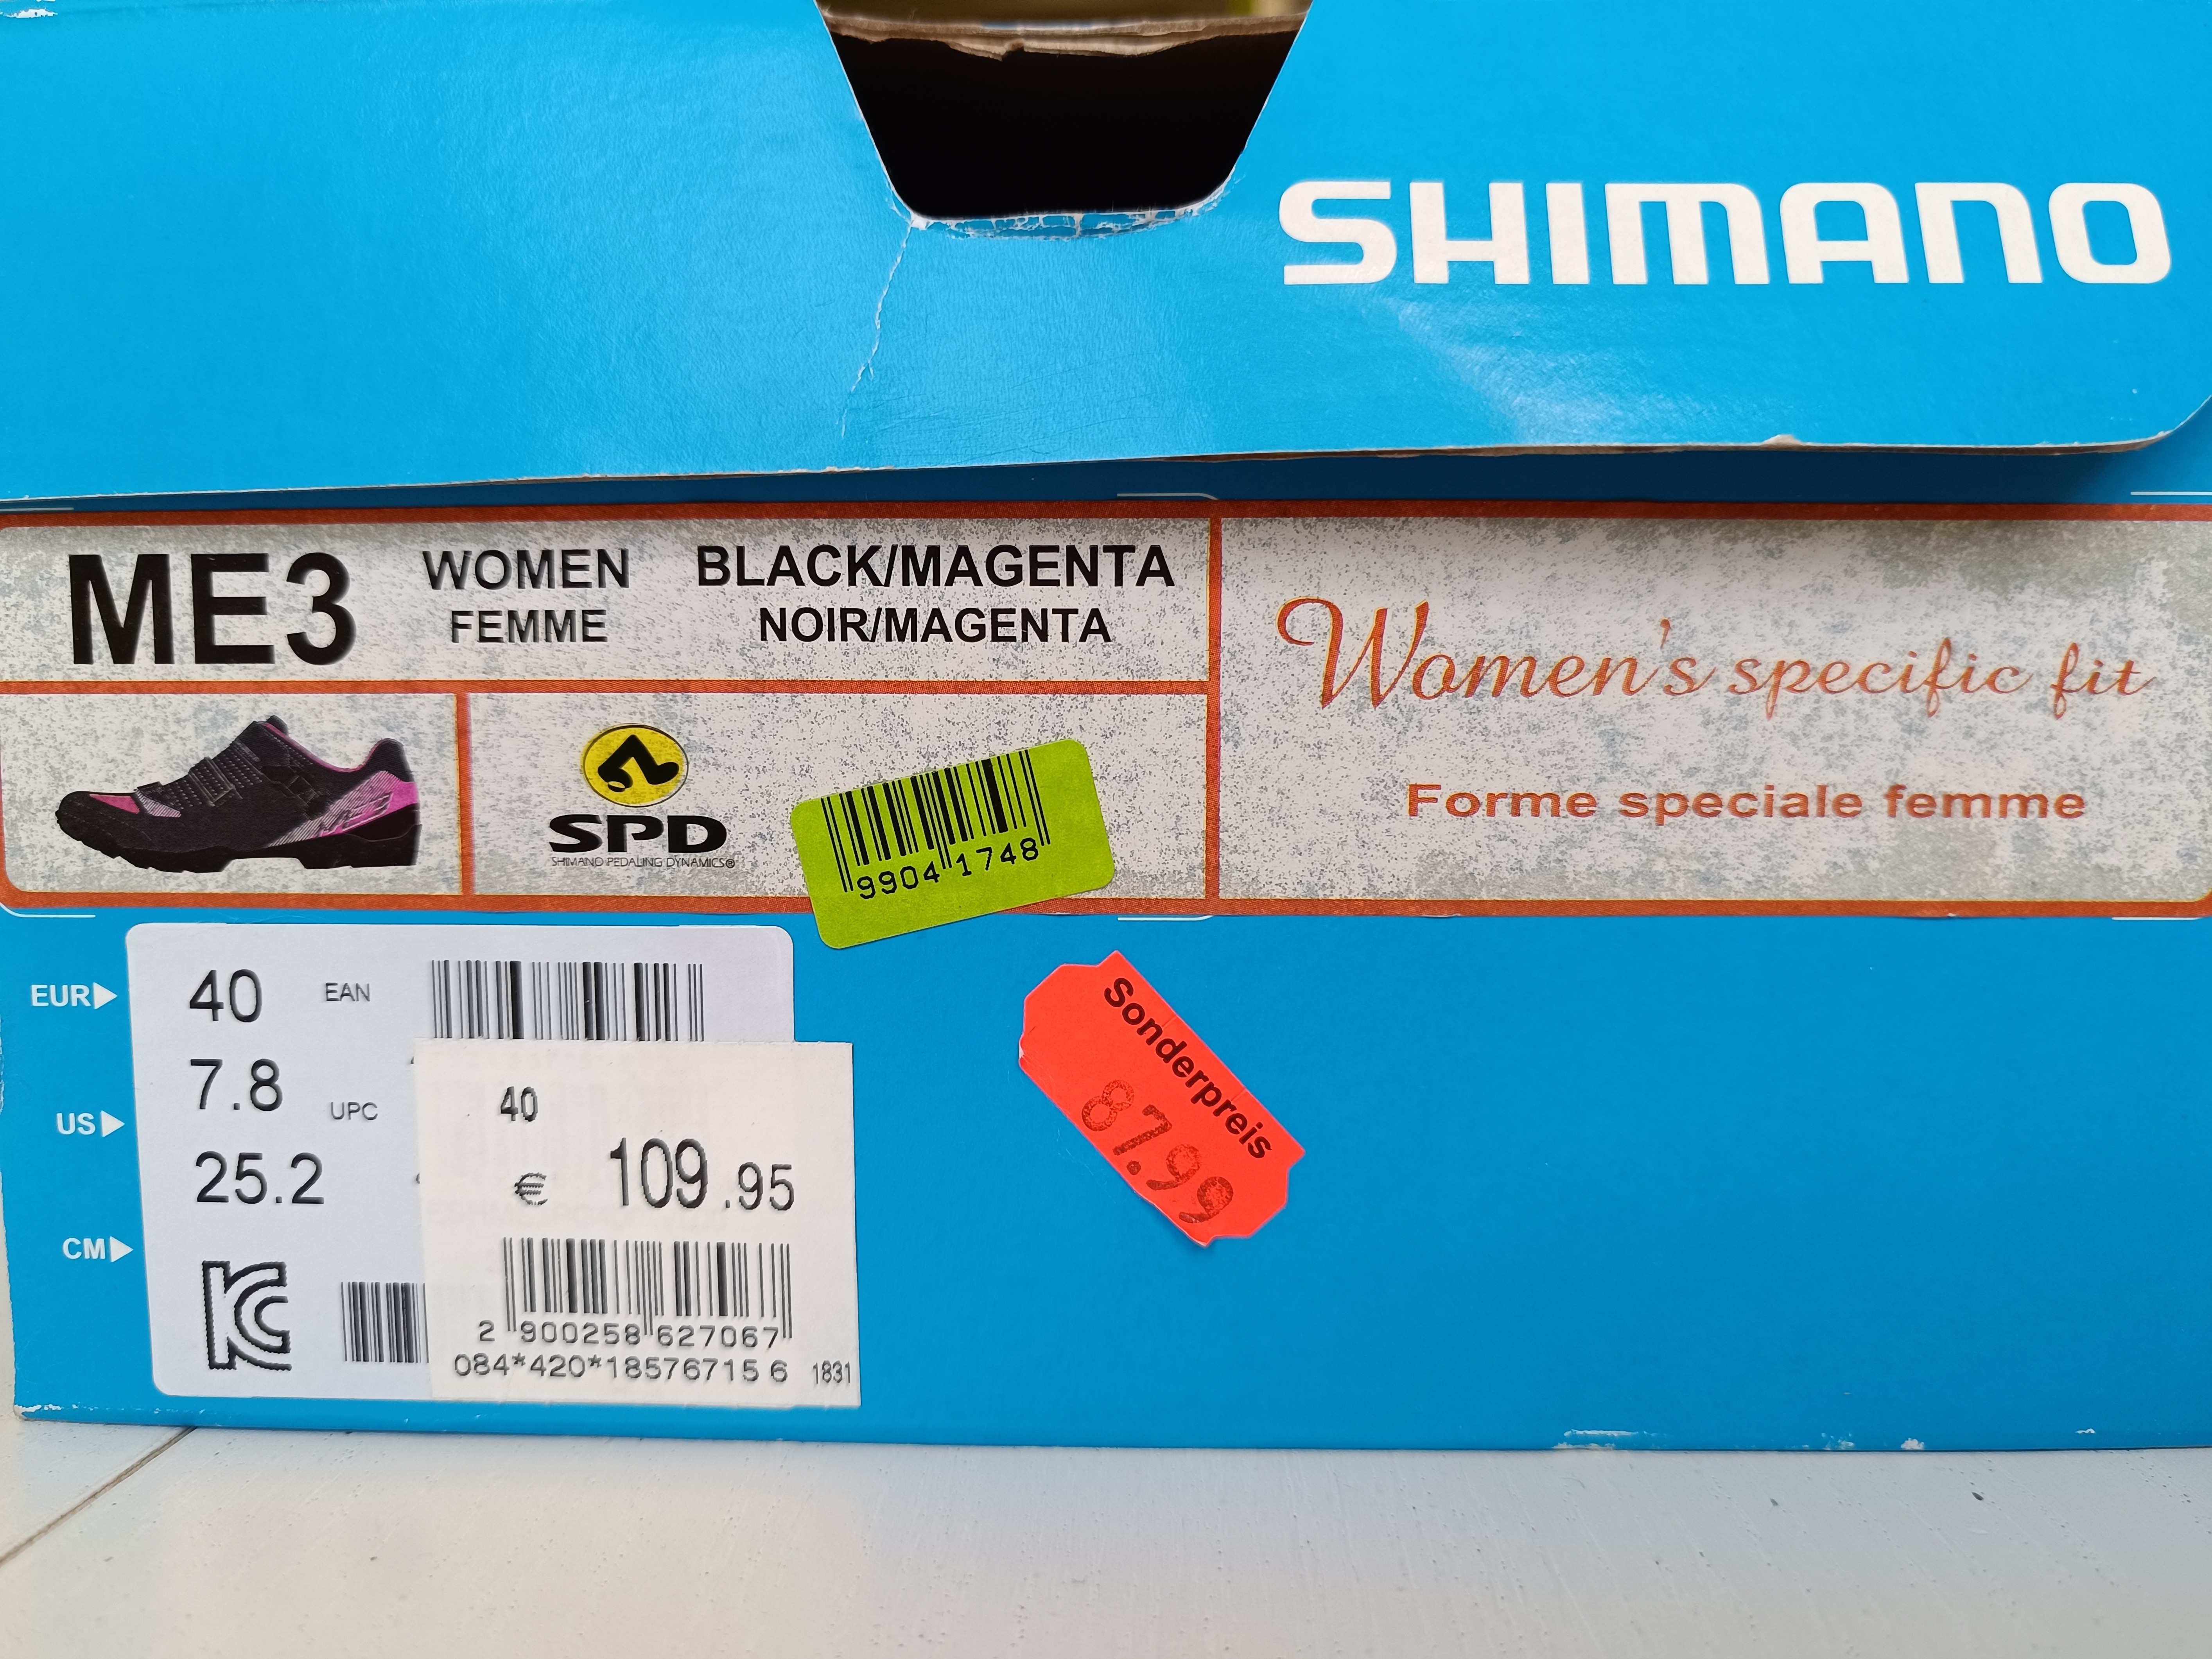 SHIMANO
ME3
WOMEN
FEMME
BLACK/MAGENTA
NOIR/MAGENTA
Women's specific fit
Forme speciale femme
SPD
SHIMANO PEDALING DYNAMICS®
99041748
EUR
US
CM
40
7.8
25.2
EAN
UPC
40
€ 109.95
2 900258 627067
084*420*18576715 6 1831
Sonderpreis
87.99